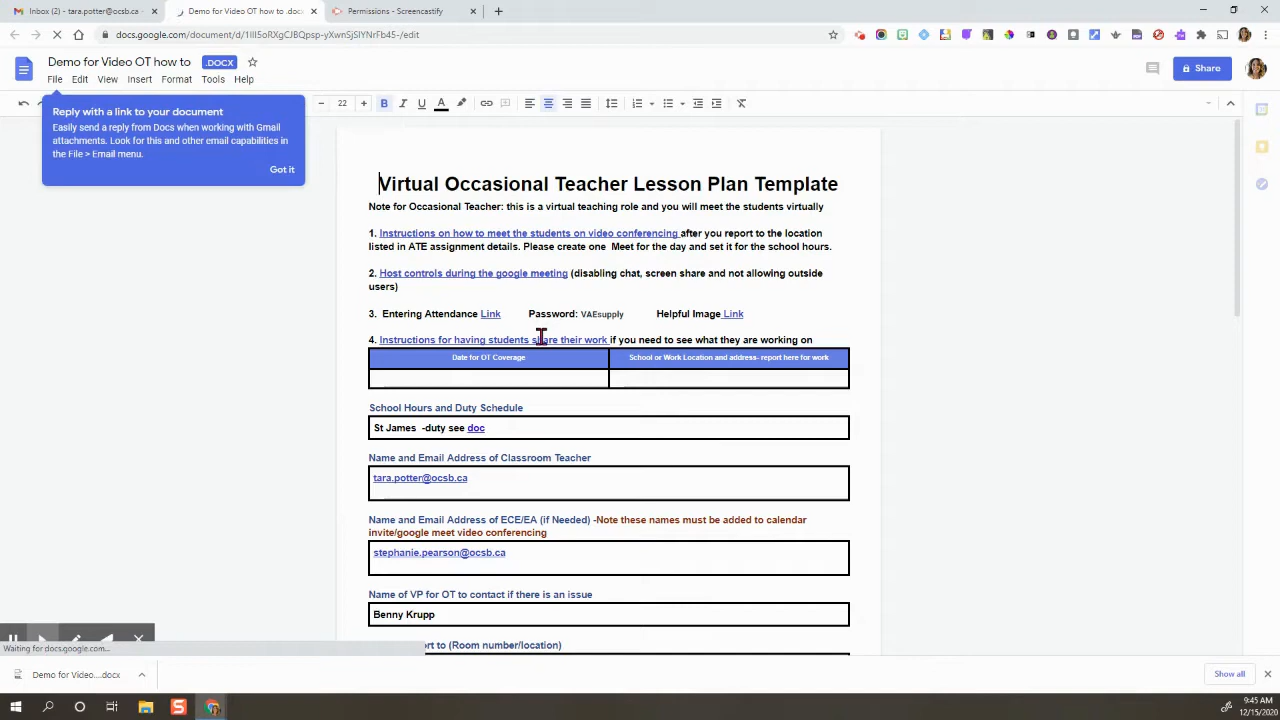 Inbox (2) - tara.potter@ocsb.ca -
Demo for Video OT how to .docx -
Permissions - Screencastify
docs.google.com/document/d/1IlI5oRXgCJBQpsp-yXwnSjSIYNrFb45-/edit
Demo for Video OT how to .DOCX
File Edit View Insert Format Tools Help
Share
22 B I U A
Reply with a link to your document
Easily send a reply from Docs when working with Gmail
attachments. Look for this and other email capabilities in
the File > Email menu.
Got it
Virtual Occasional Teacher Lesson Plan Template
Note for Occasional Teacher: this is a virtual teaching role and you will meet the students virtually
1. Instructions on how to meet the students on video conferencing after you report to the location
listed in ATE assignment details. Please create one Meet for the day and set it for the school hours.
2. Host controls during the google meeting (disabling chat, screen share and not allowing outside
users)
3. Entering Attendance Link Password: VAEsupply Helpful Image Link
4. Instructions for having students share their work if you need to see what they are working on
Date for OT Coverage School or Work Location and address- report here for work
School Hours and Duty Schedule
St James -duty see doc
Name and Email Address of Classroom Teacher
tara.potter@ocsb.ca
Name and Email Address of ECE/EA (if Needed) -Note these names must be added to calendar
invite/google meet video conferencing
stephanie.pearson@ocsb.ca
Name of VP for OT to contact if there is an issue
Benny Krupp
ort to (Room number/location)
Waiting for docs.google.com...
Demo for Video....docx
Show all
9:45 AM
12/15/2020